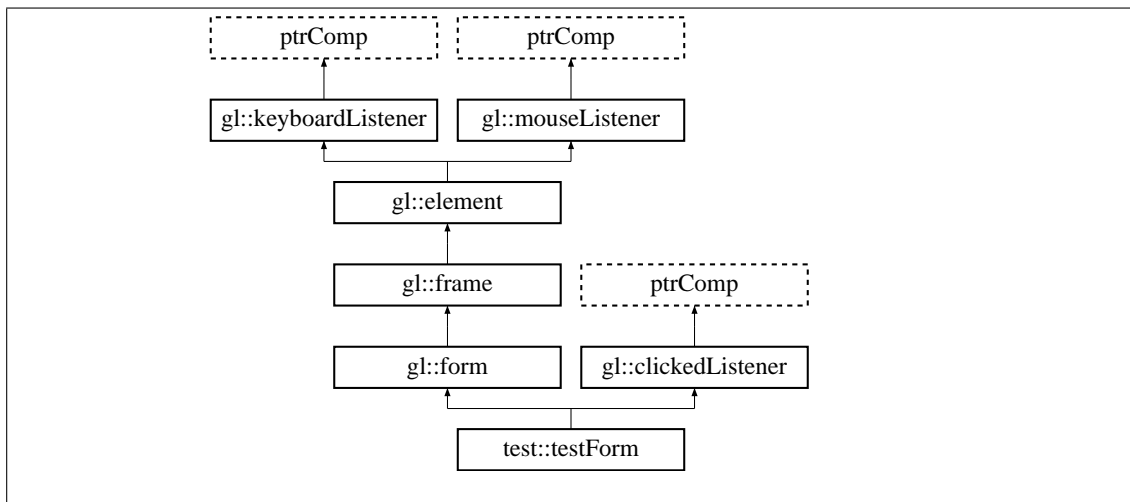 ptrComp ptrComp
gl::keyboardListener gl::mouseListener
gl::element
gl::frame ptrComp
gl::form gl::clickedListener
test::testForm